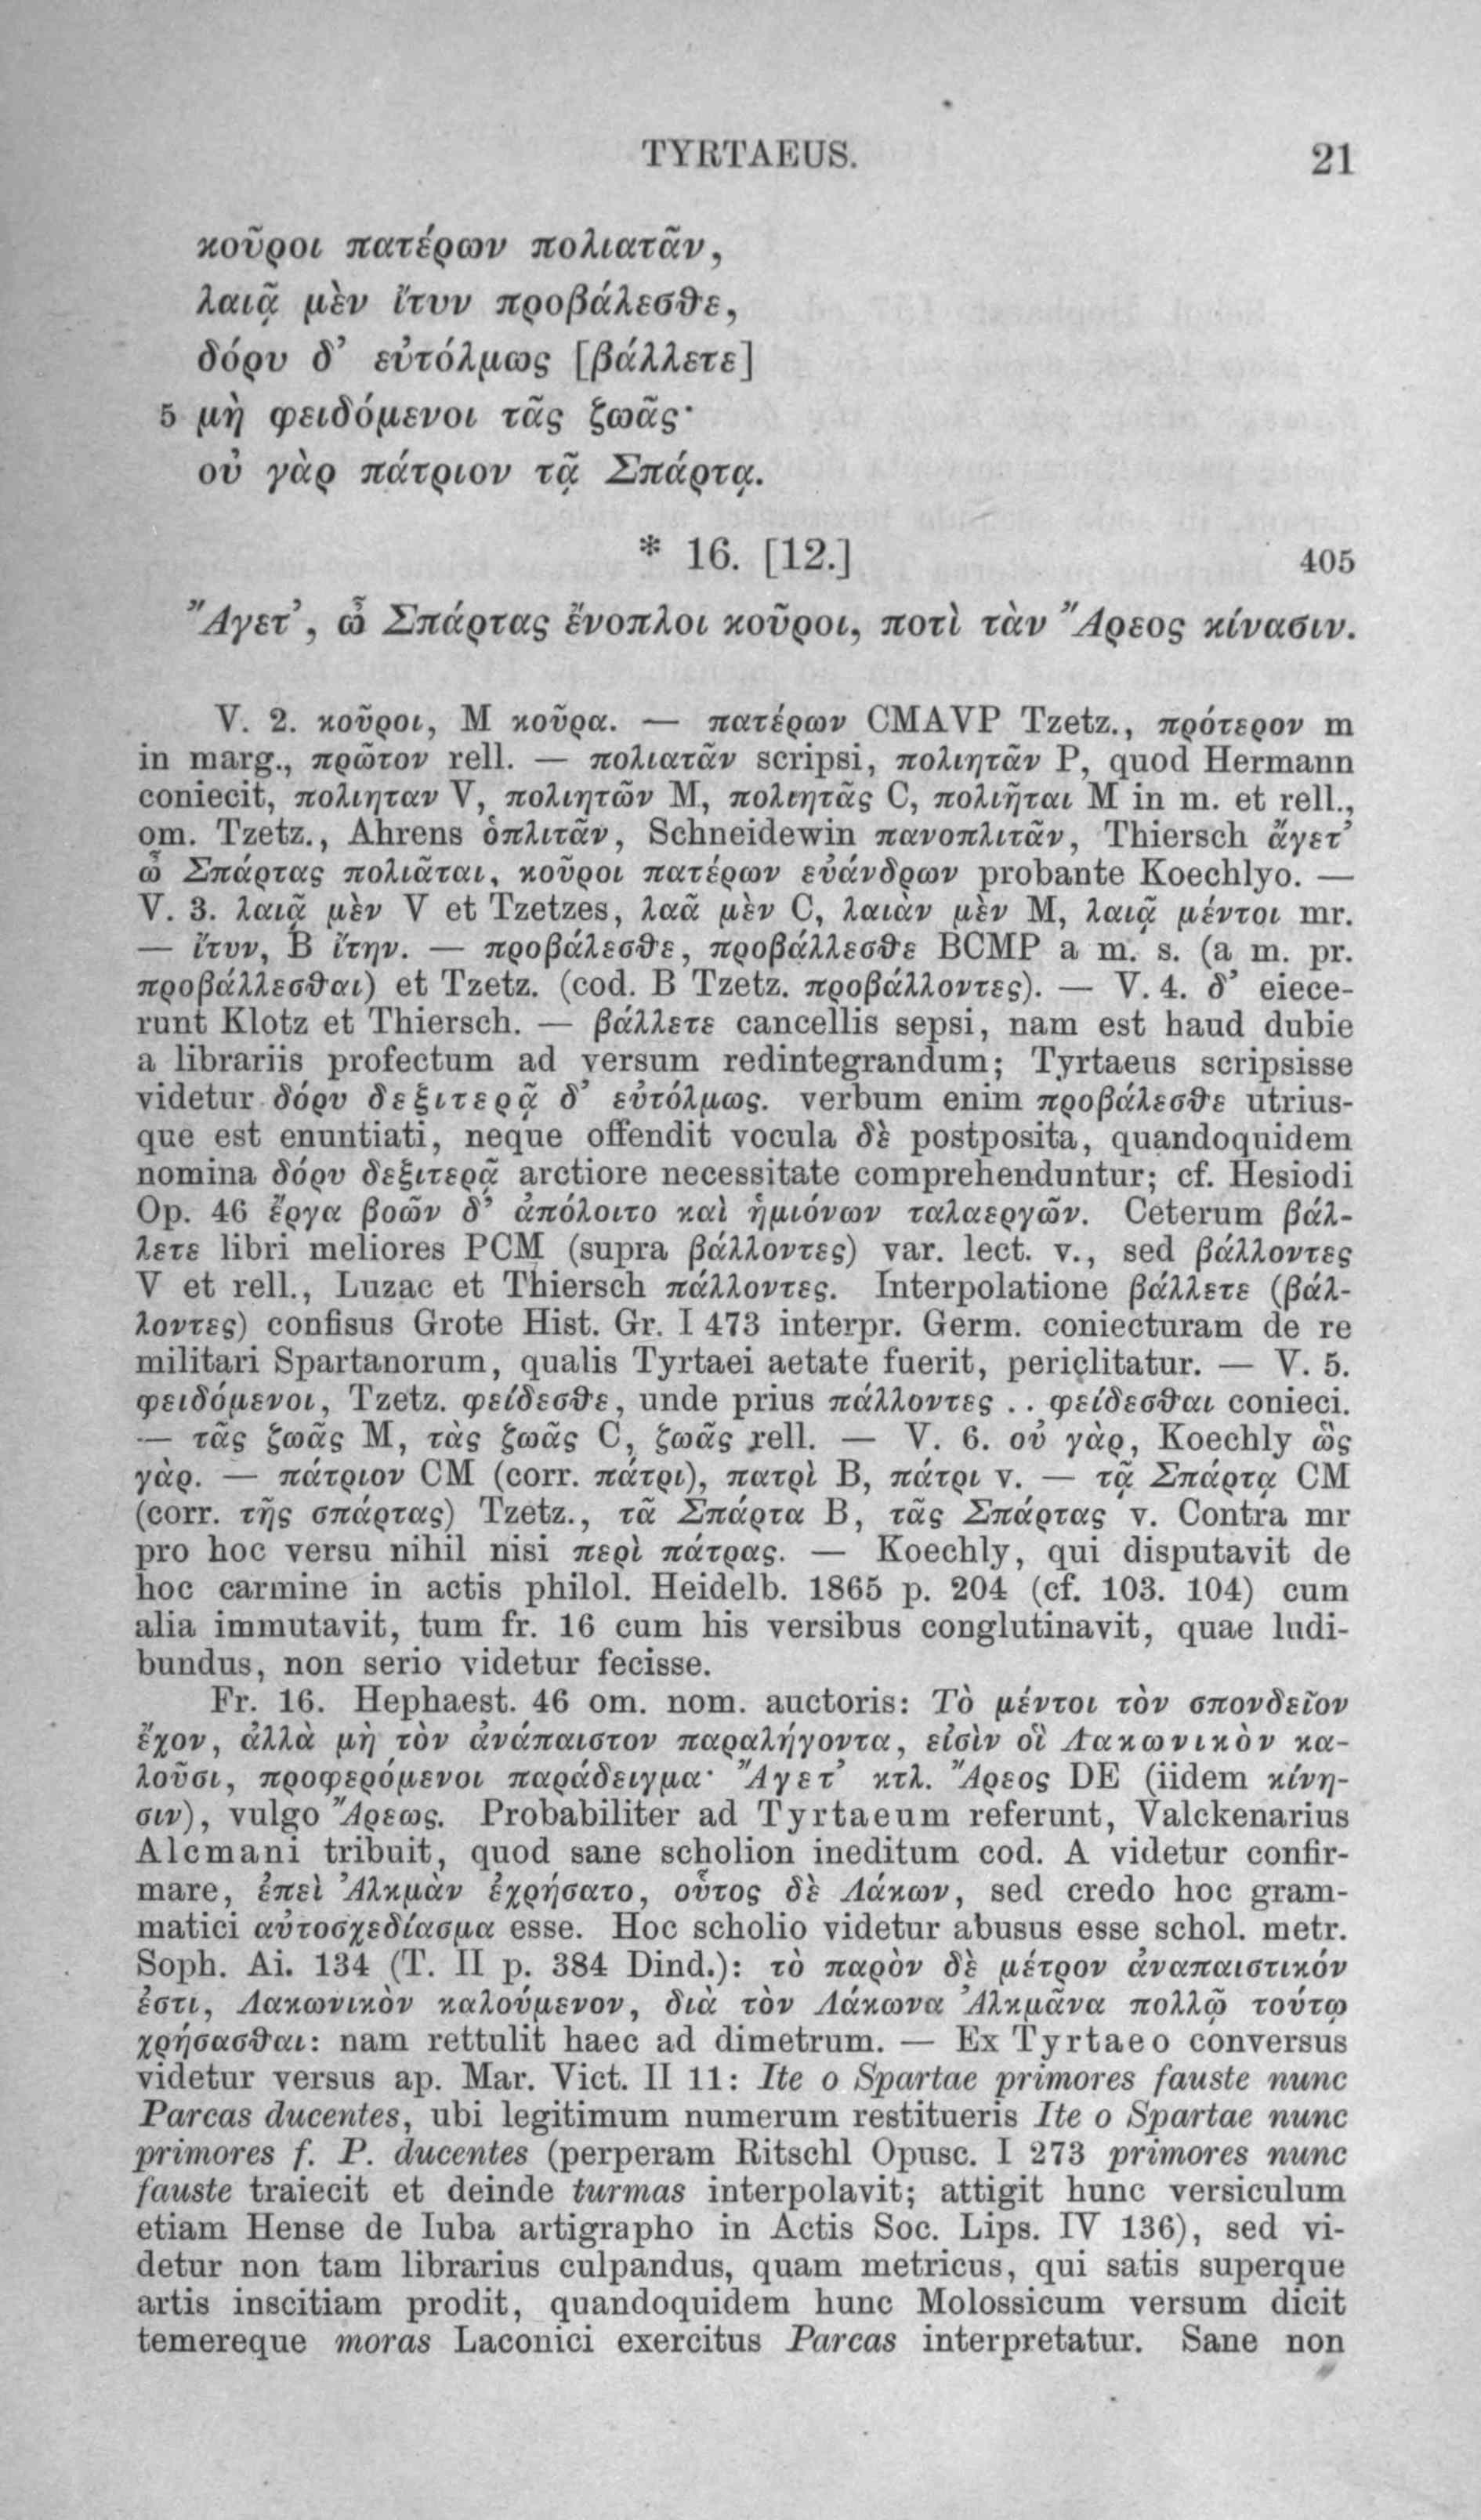 TYRTAEUS. 21
κοῦροι πατέρων πολιατᾶν,
λαιᾷ μὲν ἴτυν προβάλεσθε,
δόρυ δ’ εὐτόλμως [βάλλετε]
5 μὴ φειδόμενοι τᾶς ζωᾶς·
οὐ γὰρ πάτριον τᾷ Σπάρτᾳ.
* 16. [12.] 405
Ἄγετ’, ὦ Σπάρτας ἔνοπλοι κοῦροι, ποτὶ τὰν Ἄρεος κίνασιν.
V. 2. κοῦροι, M κοῦρα. — πατέρων CMAVP Tzetz., πρότερον m
in marg., πρῶτον rell. — πολιατᾶν scripsi, πολιητᾶν P, quod Hermann
coniecit, πολιηταν V, πολιητῶν M, πολιητᾶς C, πολιῆται M in m. et rell.,
om. Tzetz., Ahrens ὁπλιτᾶν, Schneidewin πανοπλιτᾶν, Thiersch ἄγετ’
ὦ Σπάρτας πολιᾶται, κοῦροι πατέρων εὐάνδρων probante Koechlyo. —
V. 3. λαιᾷ μὲν V et Tzetzes, λαᾶ μὲν C, λαιὰν μὲν M, λαιᾷ μέντοι mr.
— ἴτυν, B ἴτην. — προβάλεσθε, προβάλλεσθε BCMP a m. s. (a m. pr.
προβάλλεσθαι) et Tzetz. (cod. B Tzetz. προβάλλοντες). — V. 4. δ’ eiece-
runt Klotz et Thiersch. — βάλλετε cancellis sepsi, nam est haud dubie
a librariis profectum ad versum redintegrandum; Tyrtaeus scripsisse
videtur δόρυ δεξιτερᾷ δ’ εὐτόλμως. verbum enim προβάλεσθε utrius-
que est enuntiati, neque offendit vocula δὲ postposita, quandoquidem
nomina δόρυ δεξιτερᾷ arctiore necessitate comprehenduntur; cf. Hesiodi
Op. 46 ἔργα βοῶν δ’ ἀπόλοιτο καὶ ἡμιόνων ταλαεργῶν. Ceterum βάλ-
λετε libri meliores PCM (supra βάλλοντες) var. lect. v., sed βάλλοντες
V et rell., Luzac et Thiersch πάλλοντες. Interpolatione βάλλετε (βάλ-
λοντες) confisus Grote Hist. Gr. I 473 interpr. Germ. coniecturam de re
militari Spartanorum, qualis Tyrtaei aetate fuerit, periclitatur. — V. 5.
φειδόμενοι, Tzetz. φείδεσθε, unde prius πάλλοντες . . φείδεσθαι conieci.
— τᾶς ζωᾶς M, τὰς ζωᾶς C, ζωᾶς rell. — V. 6. οὐ γὰρ, Koechly ὣς
γάρ. — πάτριον CM (corr. πάτρι), πατρὶ B, πάτρι v. — τᾷ Σπάρτᾳ CM
(corr. τῆς σπάρτας) Tzetz., τᾶ Σπάρτα B, τᾶς Σπάρτας v. Contra mr
pro hoc versu nihil nisi περὶ πάτρας. — Koechly, qui disputavit de
hoc carmine in actis philol. Heidelb. 1865 p. 204 (cf. 103. 104) cum
alia immutavit, tum fr. 16 cum his versibus conglutinavit, quae ludi-
bundus, non serio videtur fecisse.
Fr. 16. Hephaest. 46 om. nom. auctoris: Τὸ μέντοι τὸν σπονδεῖον
ἔχον, ἀλλὰ μὴ τὸν ἀνάπαιστον παραλήγοντα, εἰσὶν οἳ Λακωνικὸν κα-
λοῦσι, προφερόμενοι παράδειγμα· Ἄγετ’ κτλ. Ἄρεος DE (iidem κίνη-
σιν), vulgo Ἄρεως. Probabiliter ad Tyrtaeum referunt, Valckenarius
Alcmani tribuit, quod sane scholion ineditum cod. A videtur confir-
mare, ἐπεὶ Ἀλκμὰν ἐχρήσατο, οὗτος δὲ Λάκων, sed credo hoc gram-
matici αὐτοσχεδίασμα esse. Hoc scholio videtur abusus esse schol. metr.
Soph. Ai. 134 (T. II p. 384 Dind.): τὸ παρὸν δὲ μέτρον ἀναπαιστικόν
ἐστι, Λακωνικὸν καλούμενον, διὰ τὸν Λάκωνα Ἀλκμᾶνα πολλῷ τούτῳ
χρήσασθαι: nam rettulit haec ad dimetrum. — Ex Tyrtaeo conversus
videtur versus ap. Mar. Vict. II 11: Ite o Spartae primores fauste nunc
Parcas ducentes, ubi legitimum numerum restitueris Ite o Spartae nunc
primores f. P. ducentes (perperam Ritschl Opusc. I 273 primores nunc
fauste traiecit et deinde turmas interpolavit; attigit hunc versiculum
etiam Hense de Iuba artigrapho in Actis Soc. Lips. IV 136), sed vi-
detur non tam librarius culpandus, quam metricus, qui satis superque
artis inscitiam prodit, quandoquidem hunc Molossicum versum dicit
temereque moras Laconici exercitus Parcas interpretatur. Sane non